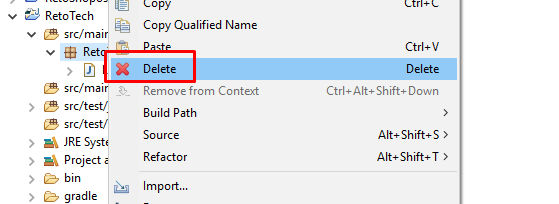 RetoTech
Copy Ctrl+C
Copy Qualified Name
src/main
Paste Ctrl+V
Reto
Delete Delete
src/main
Remove from Context Ctrl+Alt+Shift+Down
src/test/
Build Path
src/test/
Source Alt+Shift+S
JRE Syste
Refactor Alt+Shift+T
Project a
bin
Import...
gradle